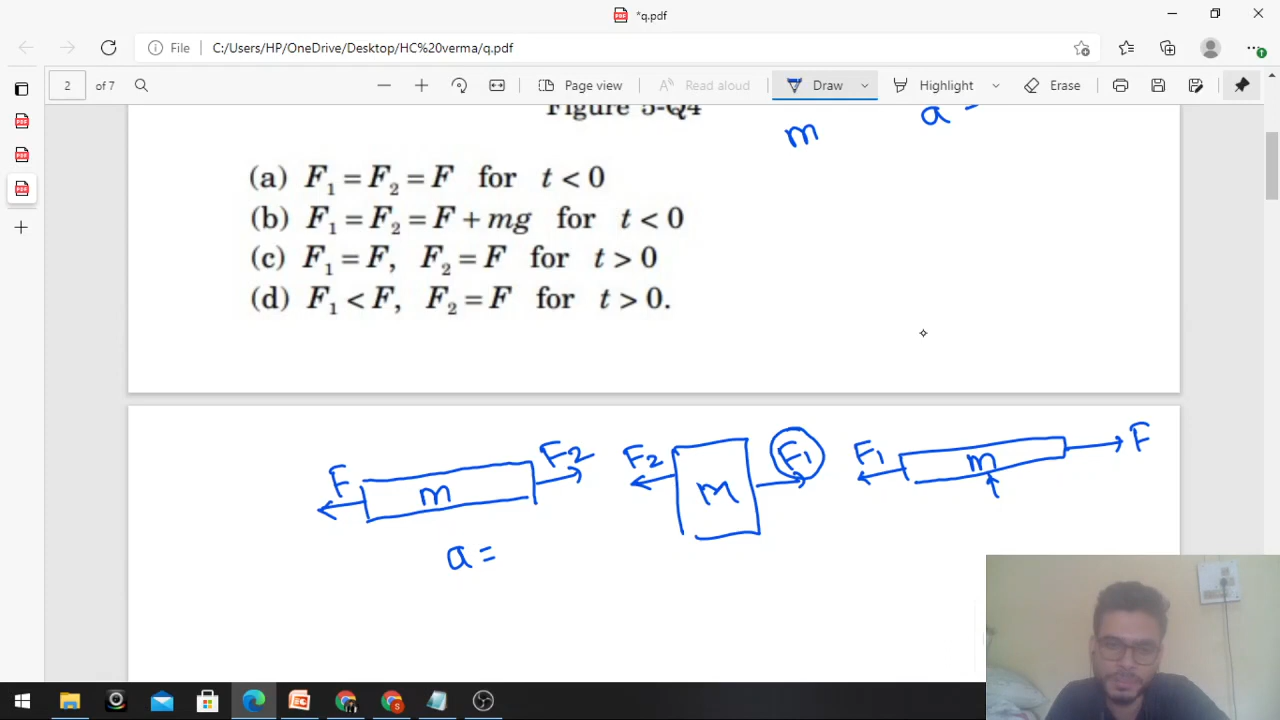 *q.pdf
File C:/Users/HP/OneDrive/Desktop/HC%20verma/q.pdf
2 of 7 Page view Read aloud Draw Highlight Erase
Figure 5-Q4
m a =
(a) F₁ = F₂ = F for t < 0
(b) F₁ = F₂ = F + mg for t < 0
(c) F₁ = F, F₂ = F for t > 0
(d) F₁ < F, F₂ = F for t > 0.
F m F2 F2 M F1 F1 m F
a =